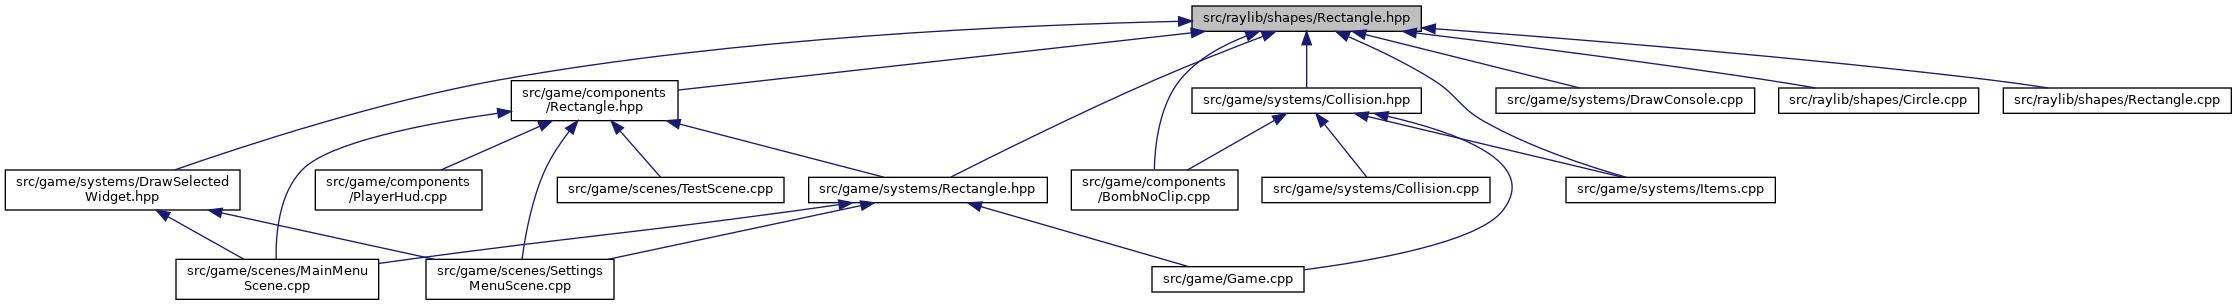 src/raylib/shapes/Rectangle.hpp
src/game/components
/Rectangle.hpp
src/game/systems/Collision.hpp
src/game/systems/DrawConsole.cpp
src/raylib/shapes/Circle.cpp
src/raylib/shapes/Rectangle.cpp
src/game/systems/DrawSelected
Widget.hpp
src/game/components
/PlayerHud.cpp
src/game/scenes/TestScene.cpp
src/game/systems/Rectangle.hpp
src/game/components
/BombNoClip.cpp
src/game/systems/Collision.cpp
src/game/systems/Items.cpp
src/game/scenes/MainMenu
Scene.cpp
src/game/scenes/Settings
MenuScene.cpp
src/game/Game.cpp